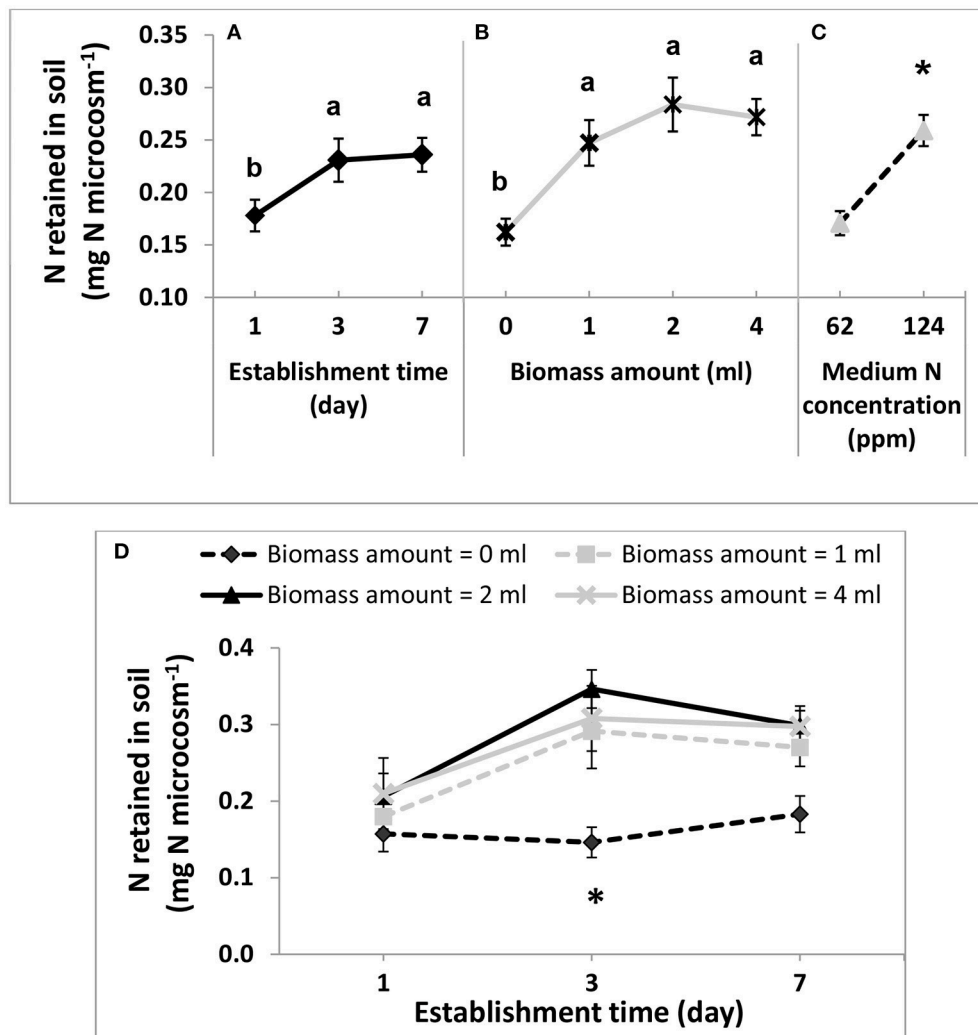 N retained in soil
(mg N microcosm⁻¹)
0.35
0.30
0.25
0.20
0.15
0.10
A
b
a
a
1 3 7
Establishment time
(day)
B
b
a
a
a
0 1 2 4
Biomass amount (ml)
C
*
62 124
Medium N
concentration
(ppm)
D
Biomass amount = 0 ml Biomass amount = 1 ml
Biomass amount = 2 ml Biomass amount = 4 ml
N retained in soil
(mg N microcosm⁻¹)
0.4
0.3
0.2
0.1
0.0
*
1 3 7
Establishment time (day)